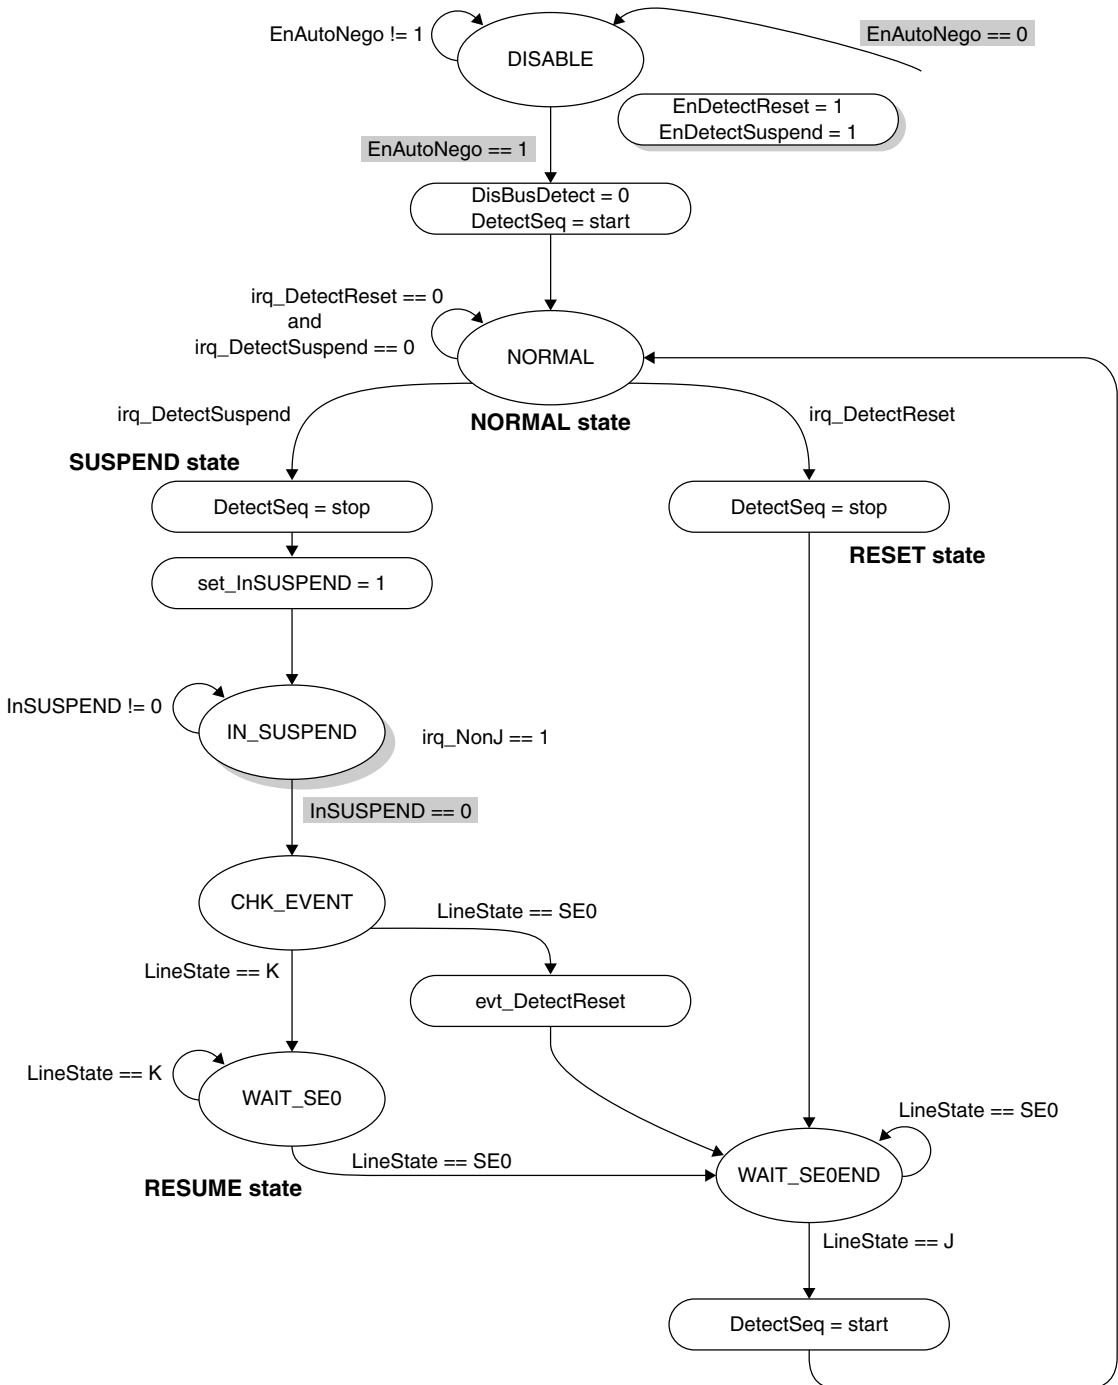 EnAutoNego != 1
DISABLE
EnAutoNego == 0
EnDetectReset = 1
EnDetectSuspend = 1
EnAutoNego == 1
DisBusDetect = 0
DetectSeq = start
irq_DetectReset == 0
and
irq_DetectSuspend == 0
NORMAL
irq_DetectSuspend
NORMAL state
irq_DetectReset
SUSPEND state
DetectSeq = stop
DetectSeq = stop
RESET state
set_InSUSPEND = 1
InSUSPEND != 0
IN_SUSPEND
irq_NonJ == 1
InSUSPEND == 0
CHK_EVENT
LineState == SE0
LineState == K
evt_DetectReset
LineState == K
WAIT_SE0
LineState == SE0
LineState == SE0
WAIT_SE0END
RESUME state
LineState == J
DetectSeq = start